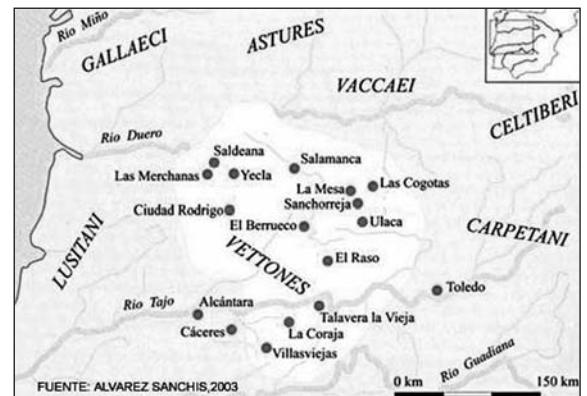 Rio Miño
GALLAECI
ASTURES
VACCAEI
CELTIBERI
Rio Duero
Saldeana
Salamanca
Las Merchanas
Yecla
La Mesa
Las Cogotas
Sanchorreja
Ciudad Rodrigo
El Berrueco
Ulaca
LUSITANI
CARPETANI
VETTONES
El Raso
Toledo
Rio Tajo
Alcántara
Talavera la Vieja
Cáceres
La Coraja
Villasviejas
Rio Guadiana
FUENTE: ALVAREZ SANCHIS,2003
0 km
150 km